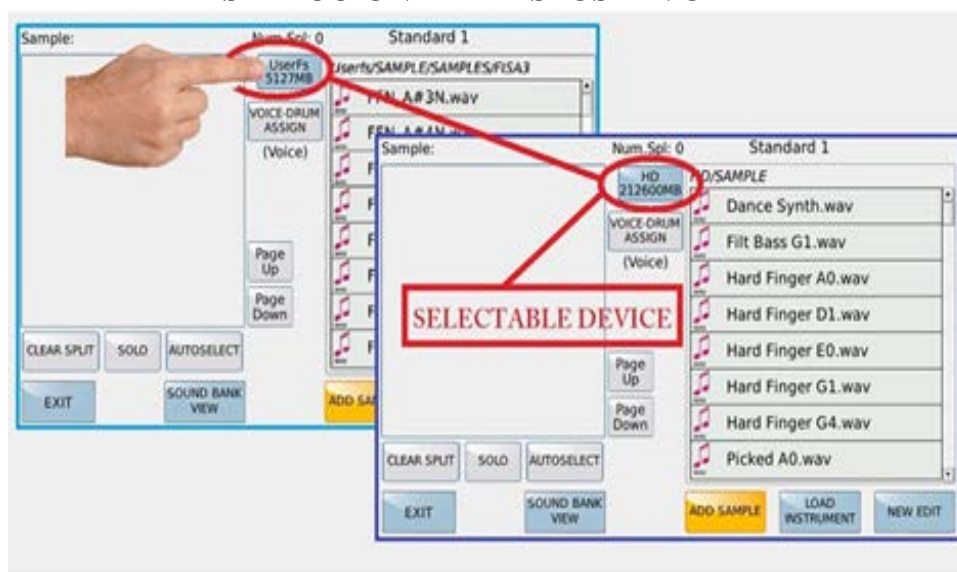 Sample:
Num.Spl: 0
Standard 1
UserFs
5127MB
Userfs/SAMPLE/SAMPLES/FISA3
FFN_A#3N.wav
VOICE-DRUM
ASSIGN
(Voice)
Page
Up
Page
Down
CLEAR SPLIT
SOLO
AUTOSELECT
EXIT
SOUND BANK
VIEW
Sample:
Num.Spl: 0
Standard 1
HD
212600MB
HD/SAMPLE
Dance Synth.wav
VOICE-DRUM
ASSIGN
Filt Bass G1.wav
(Voice)
Hard Finger A0.wav
SELECTABLE DEVICE
Hard Finger D1.wav
Hard Finger E0.wav
Page
Up
Hard Finger G1.wav
Page
Down
Hard Finger G4.wav
Picked A0.wav
CLEAR SPLIT
SOLO
AUTOSELECT
EXIT
SOUND BANK
VIEW
ADD SAMPLE
LOAD
INSTRUMENT
NEW EDIT